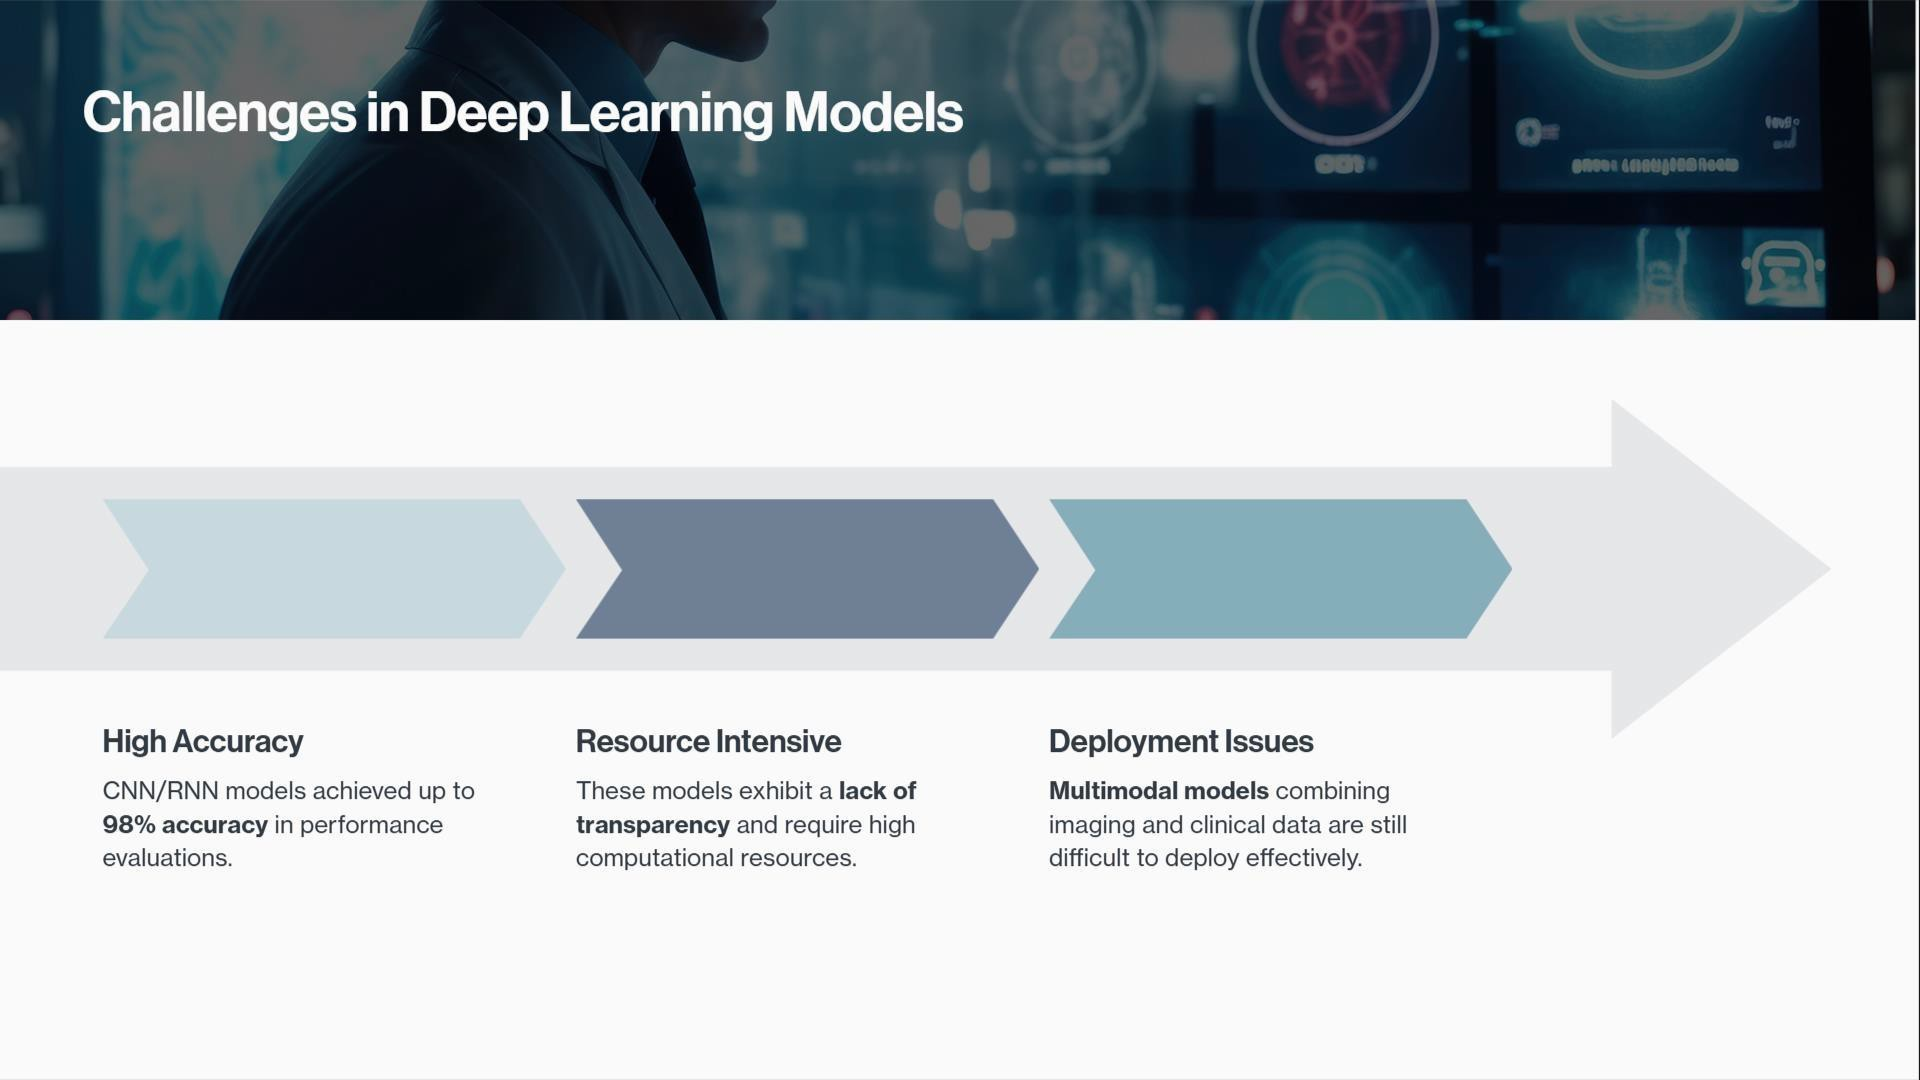 Challenges in Deep Learning Models
High Accuracy
CNN/RNN models achieved up to
98% accuracy in performance
evaluations.
Resource Intensive
These models exhibit a lack of
transparency and require high
computational resources.
Deployment Issues
Multimodal models combining
imaging and clinical data are still
difficult to deploy effectively.